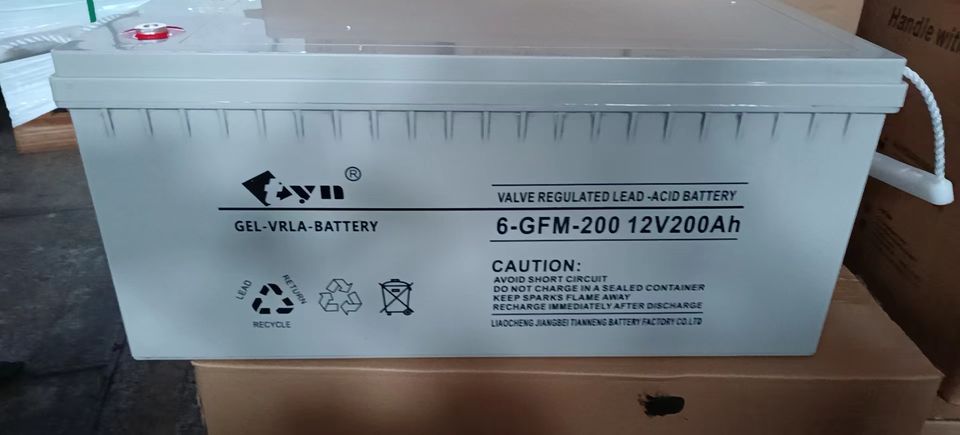 Handle with
eyn®
GEL-VRLA-BATTERY
VALVE REGULATED LEAD -ACID BATTERY
6-GFM-200 12V200Ah
LEAD
RETURN
RECYCLE
CAUTION:
AVOID SHORT CIRCUIT
DO NOT CHARGE IN A SEALED CONTAINER
KEEP SPARKS FLAME AWAY
RECHARGE IMMEDIATELY AFTER DISCHARGE
LIAOCHENG JIANGBEI TIANNENG BATTERY FACTORY CO.LTD